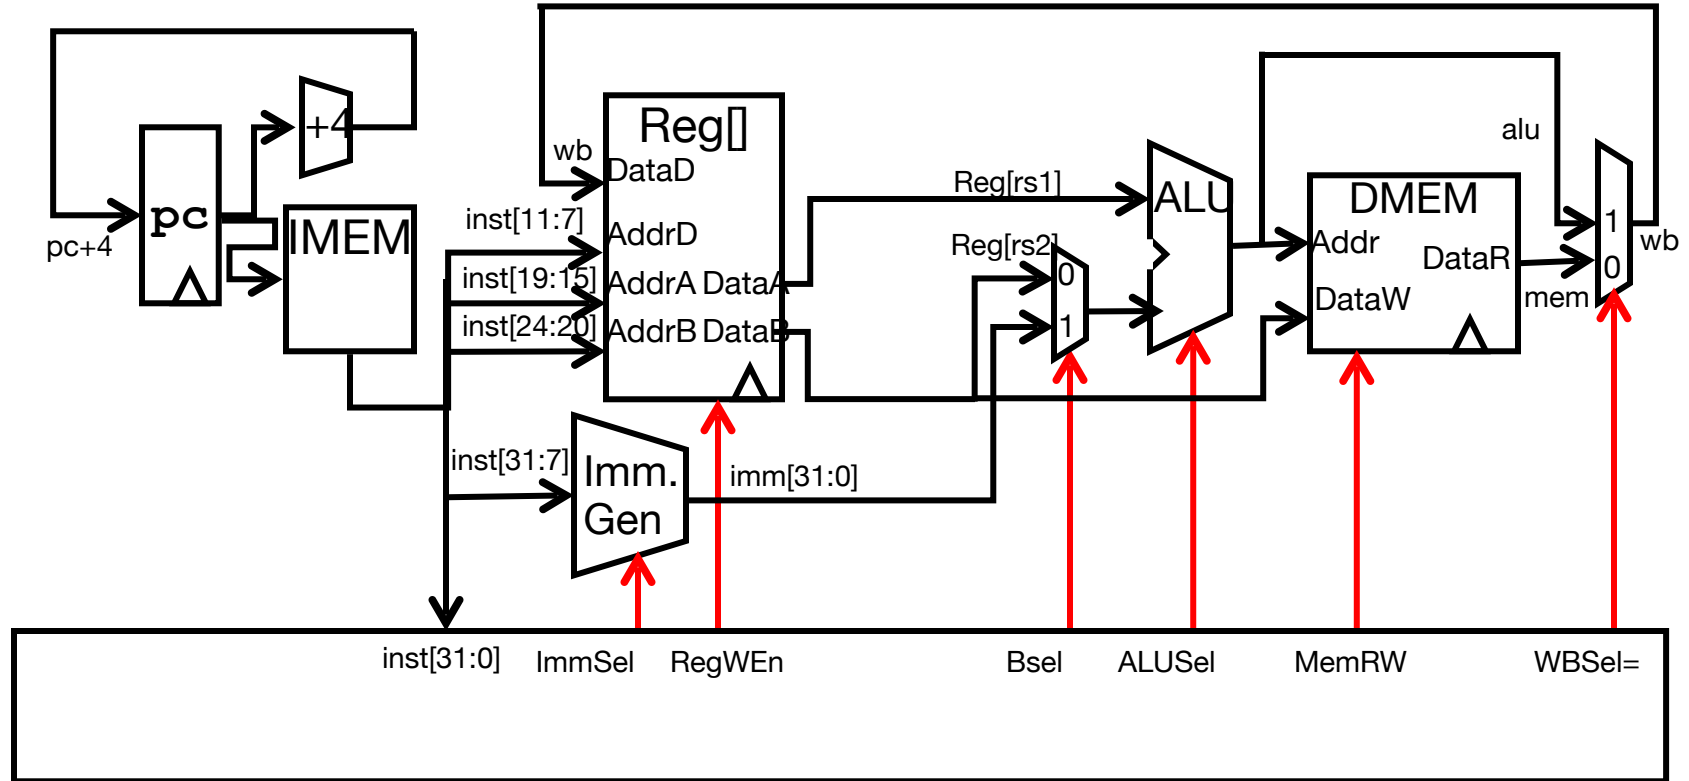 Reg[]
+4
wb
DataD
alu
Reg[rs1]
ALU
DMEM
pc
IMEM
inst[11:7]
AddrD
pc+4
Reg[rs2]
Addr
DataR
1
wb
inst[19:15]
AddrA DataA
0
0
mem
inst[24:20]
AddrB DataB
1
DataW
inst[31:7]
Imm.
Gen
imm[31:0]
inst[31:0]
ImmSel
RegWEn
Bsel
ALUSel
MemRW
WBSel=